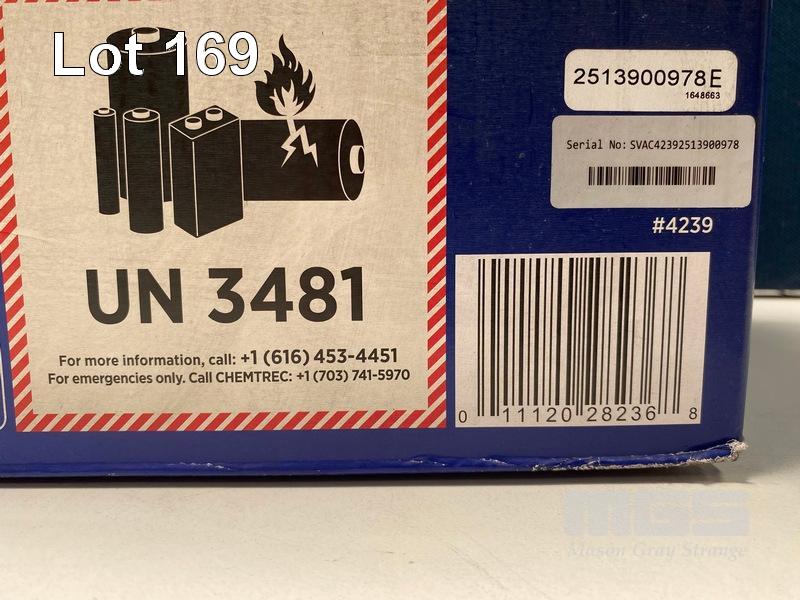 Lot 169
2513900978E
1648663
Serial No: SVAC42392513900978
#4239
UN 3481
For more information, call: +1 (616) 453-4451
For emergencies only. Call CHEMTREC: +1 (703) 741-5970
0 11120 28236 8
MGS
Mason Gray Strange